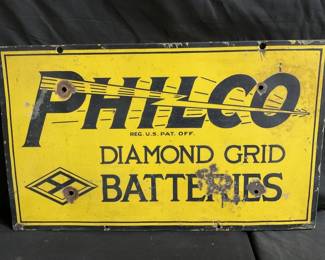 PHILCO
REG. U.S. PAT. OFF.
DIAMOND GRID
BATTERIES